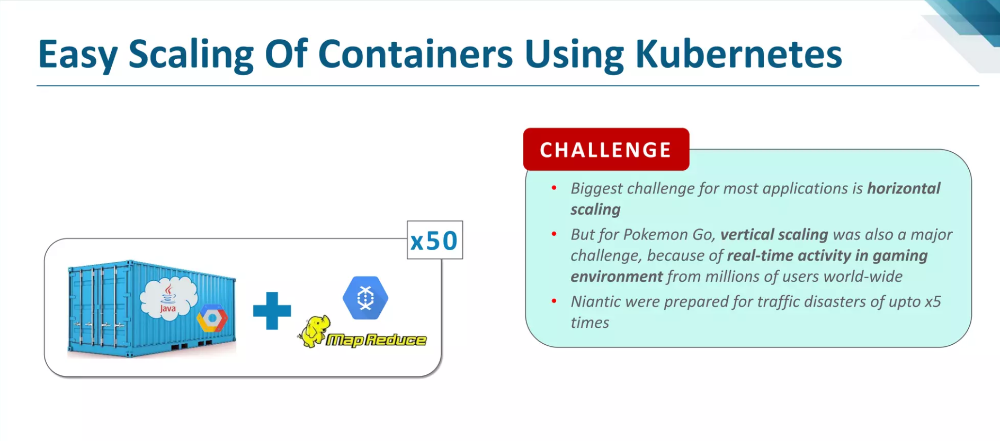 Easy Scaling Of Containers Using Kubernetes
CHALLENGE
• Biggest challenge for most applications is horizontal
scaling
• But for Pokemon Go, vertical scaling was also a major
challenge, because of real-time activity in gaming
environment from millions of users world-wide
• Niantic were prepared for traffic disasters of upto x5
times
x50
Java
Map Reduce